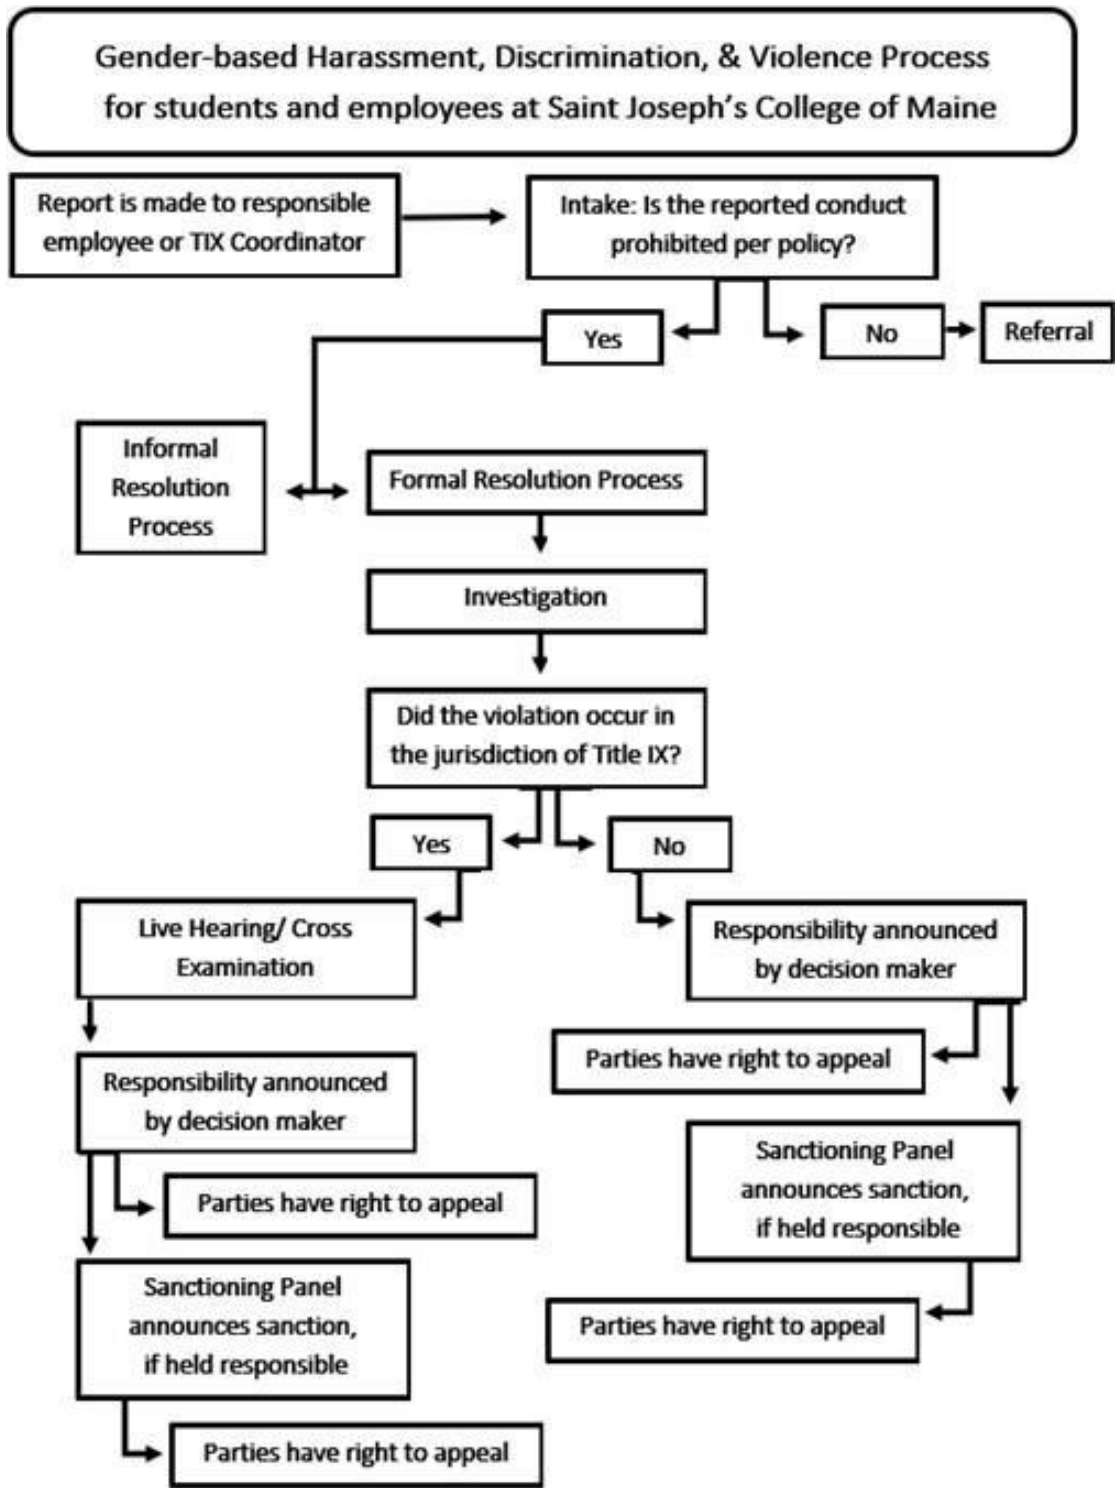 Gender-based Harassment, Discrimination, & Violence Process
for students and employees at Saint Joseph's College of Maine
Report is made to responsible
employee or TIX Coordinator
Intake: Is the reported conduct
prohibited per policy?
Yes
No
Referral
Informal
Resolution
Process
Formal Resolution Process
Investigation
Did the violation occur in
the jurisdiction of Title IX?
Yes
No
Live Hearing/ Cross
Examination
Responsibility announced
by decision maker
Responsibility announced
by decision maker
Parties have right to appeal
Parties have right to appeal
Sanctioning Panel
announces sanction,
if held responsible
Sanctioning Panel
announces sanction,
if held responsible
Parties have right to appeal
Parties have right to appeal